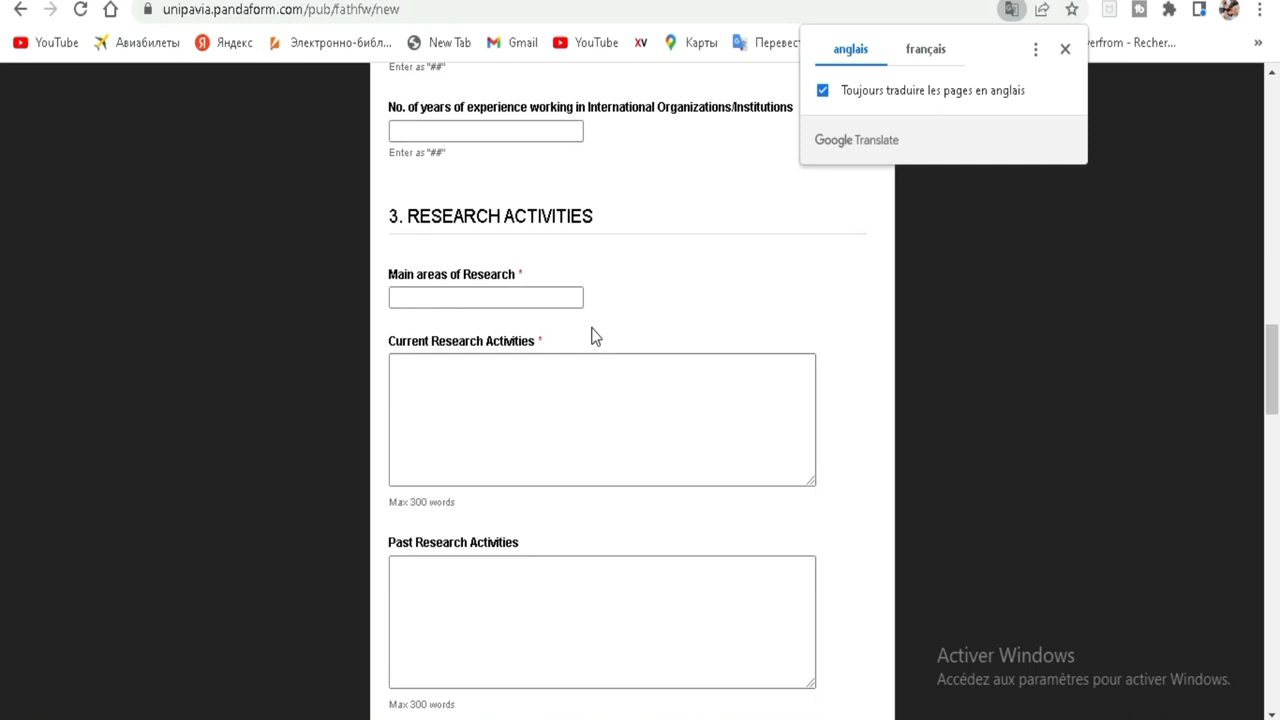 unipavia.pandaform.com/pub/fathfw/new
YouTube Авиабилеты Яндекс Электронно-библ... New Tab Gmail YouTube XV Карты Перевест verfrom - Recher... »
anglais français
Toujours traduire les pages en anglais
Google Translate
Enter as "##"
No. of years of experience working in International Organizations/Institutions
Enter as "##"
3. RESEARCH ACTIVITIES
Main areas of Research *
Current Research Activities *
Max 300 words
Past Research Activities
Max 300 words
Activer Windows
Accédez aux paramètres pour activer Windows.